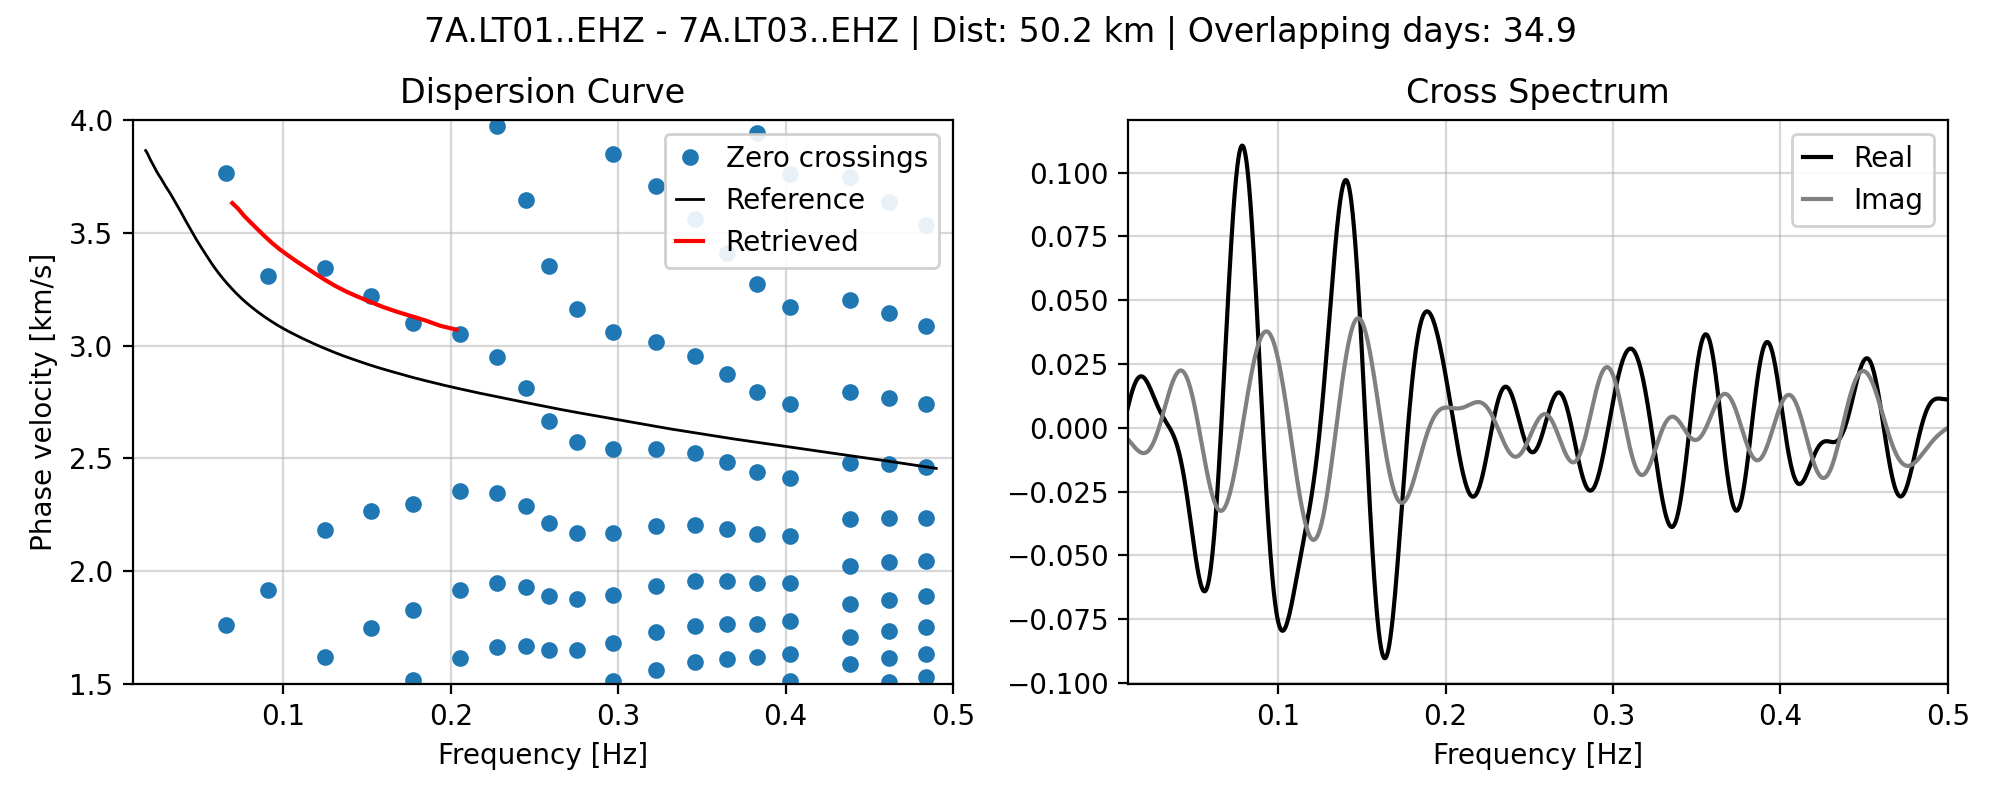 7A.LT01..EHZ - 7A.LT03..EHZ | Dist: 50.2 km | Overlapping days: 34.9
Dispersion Curve
Zero crossings
Reference
Retrieved
4.0
3.5
3.0
2.5
2.0
1.5
Phase velocity [km/s]
0.1
0.2
0.3
0.4
0.5
Frequency [Hz]
Cross Spectrum
Real
Imag
0.100
0.075
0.050
0.025
0.000
−0.025
−0.050
−0.075
−0.100
0.1
0.2
0.3
0.4
0.5
Frequency [Hz]